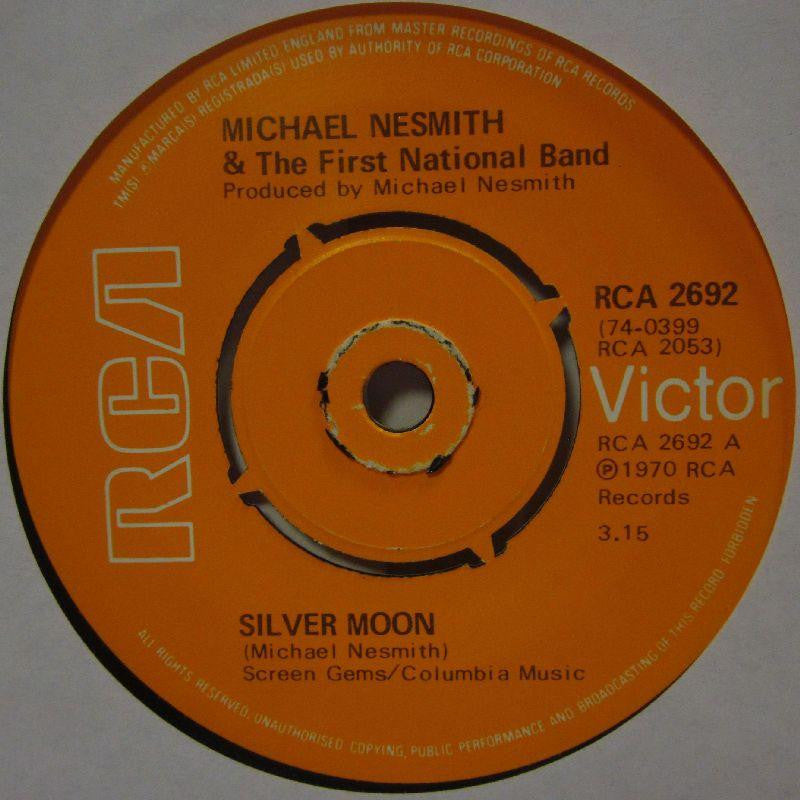 MANUFACTURED BY RCA LIMITED ENGLAND FROM MASTER RECORDINGS OF RCA RECORDS
TM(S) ® MARCA(S) REGISTRADA(S) USED BY AUTHORITY OF RCA CORPORATION
MICHAEL NESMITH
& The First National Band
Produced by Michael Nesmith
RCA
RCA 2692
(74-0399
RCA 2053)
Victor
RCA 2692 A
℗1970 RCA
Records
3.15
SILVER MOON
(Michael Nesmith)
Screen Gems/Columbia Music
ALL RIGHTS RESERVED, UNAUTHORISED COPYING, PUBLIC PERFORMANCE AND BROADCASTING OF THIS RECORD FORBIDDEN